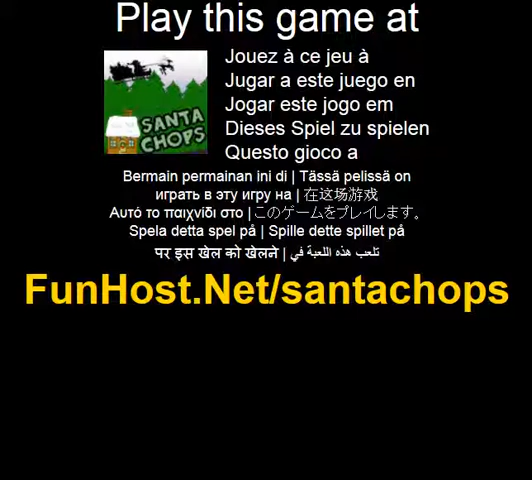 Play this game at
SANTA
CHOPS
Jouez à ce jeu à
Jugar a este juego en
Jogar este jogo em
Dieses Spiel zu spielen
Questo gioco a
Bermain permainan ini di | Tässä pelissä on
играть в эту игру на | 在这场游戏
Αυτό το παιχνίδι στο | このゲームをプレイします。
Spela detta spel på | Spille dette spillet på
पर इस खेल को खेलने | تلعب هذه اللعبة في
FunHost.Net/santachops